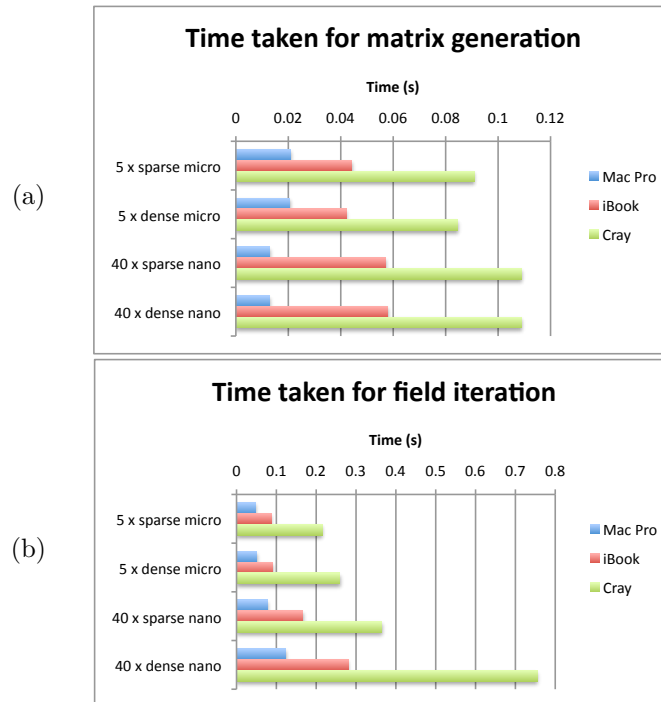 (a)
Time taken for matrix generation
Time (s)
0 0.02 0.04 0.06 0.08 0.1 0.12
5 x sparse micro
5 x dense micro
40 x sparse nano
40 x dense nano
Mac Pro
iBook
Cray
(b)
Time taken for field iteration
Time (s)
0 0.1 0.2 0.3 0.4 0.5 0.6 0.7 0.8
5 x sparse micro
5 x dense micro
40 x sparse nano
40 x dense nano
Mac Pro
iBook
Cray